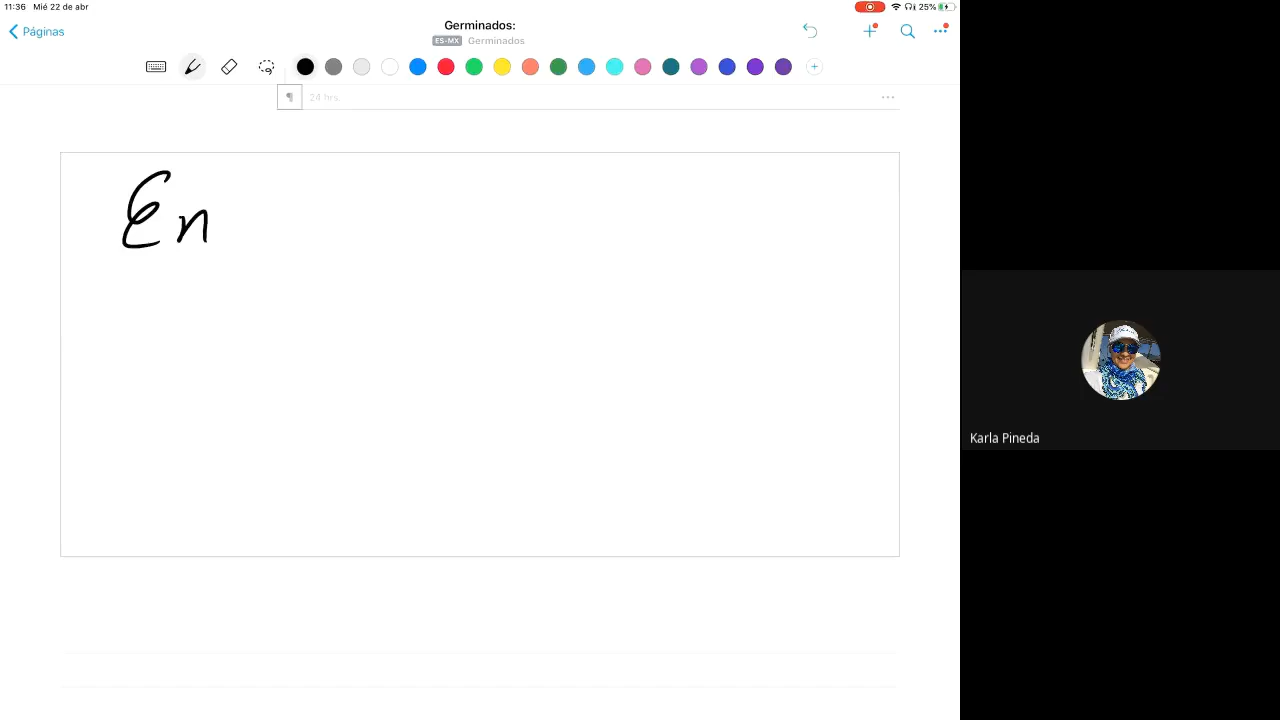 11:36 Mié 22 de abr 25%
Páginas
Germinados:
ES-MX Germinados
¶ 24 hrs.
En
Karla Pineda